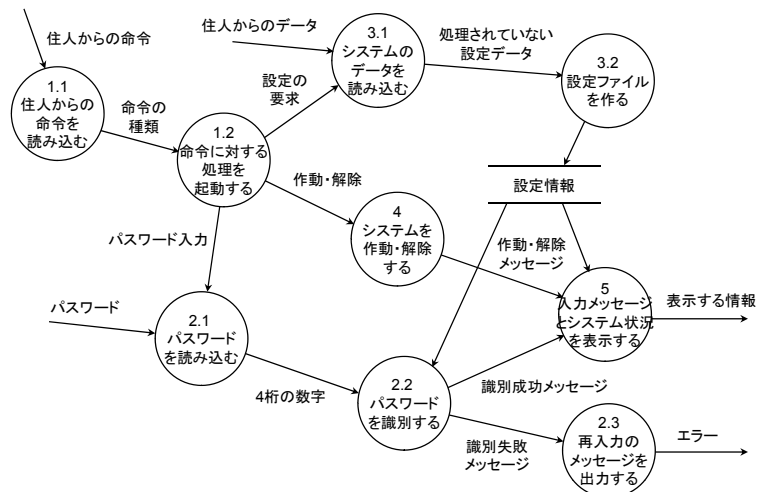 住人からの命令
1.1
住人からの
命令を
読み込む
命令の
種類
1.2
命令に対する
処理を
起動する
住人からのデータ
設定の
要求
3.1
システムの
データを
読み込む
処理されていない
設定データ
3.2
設定ファイル
を作る
設定情報
作動・解除
4
システムを
作動・解除
する
作動・解除
メッセージ
5
入力メッセージ
とシステム状況
を表示する
表示する情報
パスワード入力
パスワード
2.1
パスワード
を読み込む
4桁の数字
2.2
パスワード
を識別する
識別成功メッセージ
識別失敗
メッセージ
2.3
再入力の
メッセージを
出力する
エラー